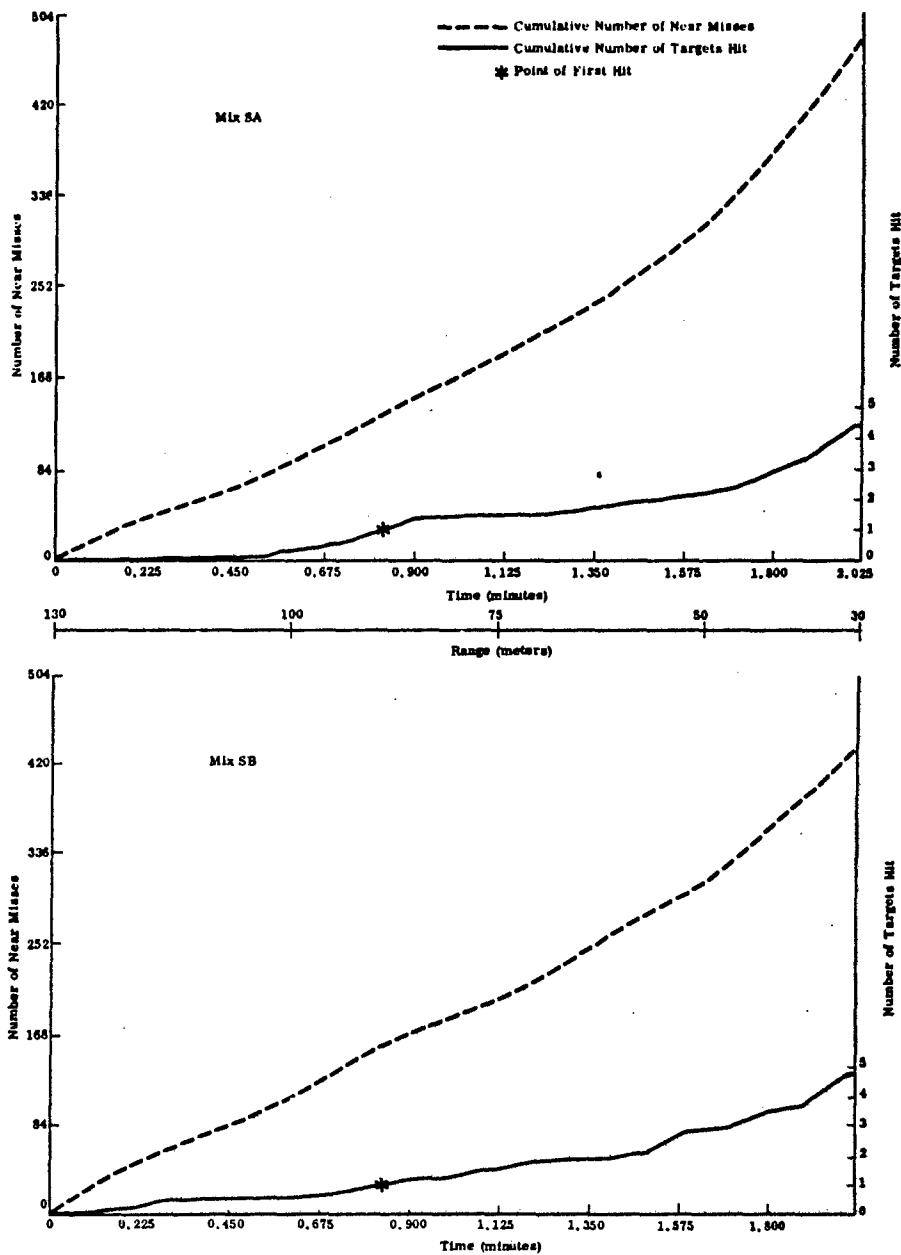 504
420
336
252
168
84
0
Number of Near Misses
Cumulative Number of Near Misses
Cumulative Number of Targets Hit
* Point of First Hit
Mix SA
Number of Targets Hit
5
4
3
2
1
0
0 0.225 0.450 0.675 0.900 1.125 1.350 1.575 1.800 2.025
Time (minutes)
130 100 75 50 30
Range (meters)
504
420
336
252
168
84
0
Number of Near Misses
Mix SB
Number of Targets Hit
5
4
3
2
1
0
0 0.225 0.450 0.675 0.900 1.125 1.350 1.575 1.800
Time (minutes)